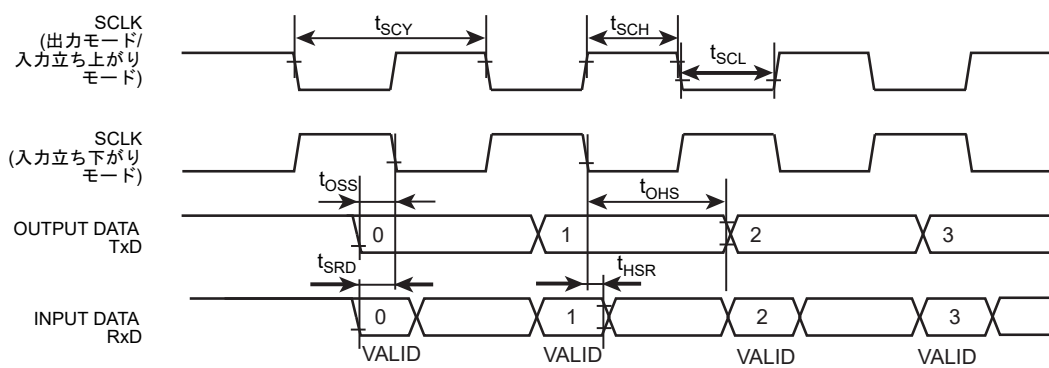 SCLK
(出力モード/
入力立ち上がり
モード)
tSCY
tSCH
tSCL
SCLK
(入力立ち下がり
モード)
tOSS
tOHS
OUTPUT DATA
TxD
0
1
2
3
tSRD
tHSR
INPUT DATA
RxD
0
1
2
3
VALID
VALID
VALID
VALID